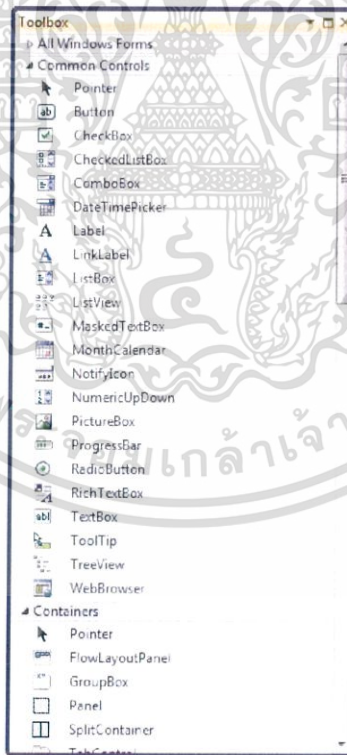 Toolbox
All Windows Forms
Common Controls
Pointer
Button
CheckBox
CheckedListBox
ComboBox
DateTimePicker
Label
LinkLabel
ListBox
ListView
MaskedTextBox
MonthCalendar
NotifyIcon
NumericUpDown
PictureBox
ProgressBar
RadioButton
RichTextBox
TextBox
ToolTip
TreeView
WebBrowser
Containers
Pointer
FlowLayoutPanel
GroupBox
Panel
SplitContainer
TabControl